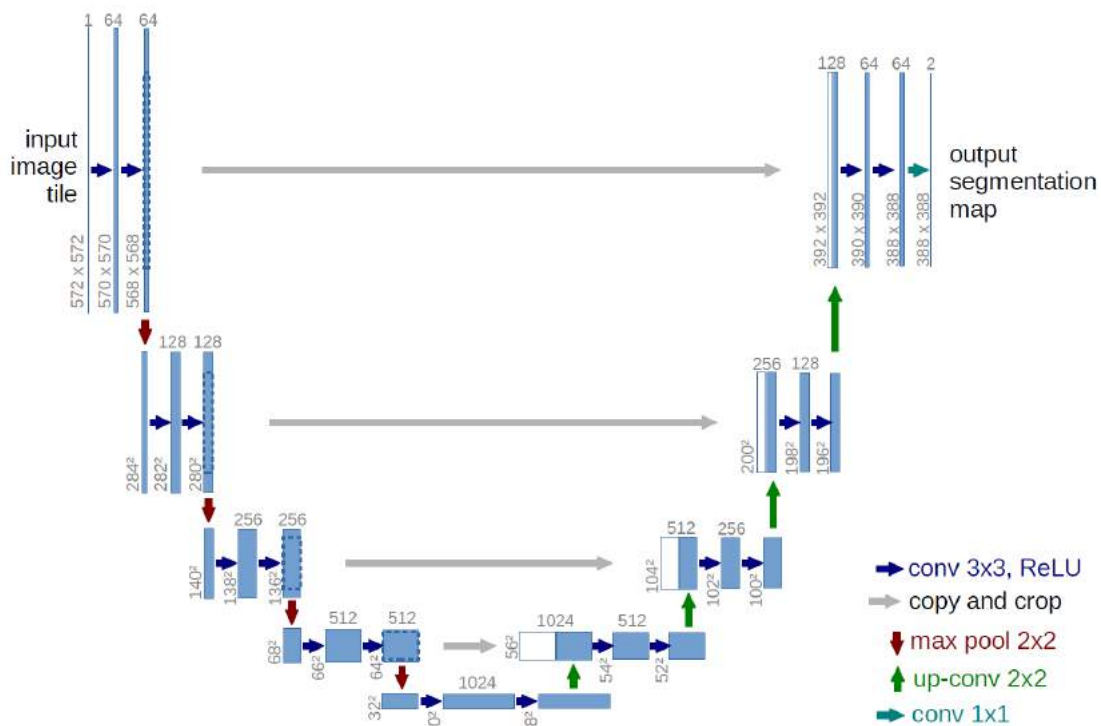 1
64
64
input
image
tile
572 x 572
570 x 570
568 x 568
128
64
64
2
392 x 392
390 x 390
388 x 388
388 x 388
output
segmentation
map
128
128
284²
282²
280²
256
128
200²
198²
196²
256
256
140²
138²
136²
512
256
104²
102²
100²
512
512
68²
66²
64²
1024
512
56²
54²
52²
1024
32²
conv 3x3, ReLU
copy and crop
max pool 2x2
up-conv 2x2
conv 1x1